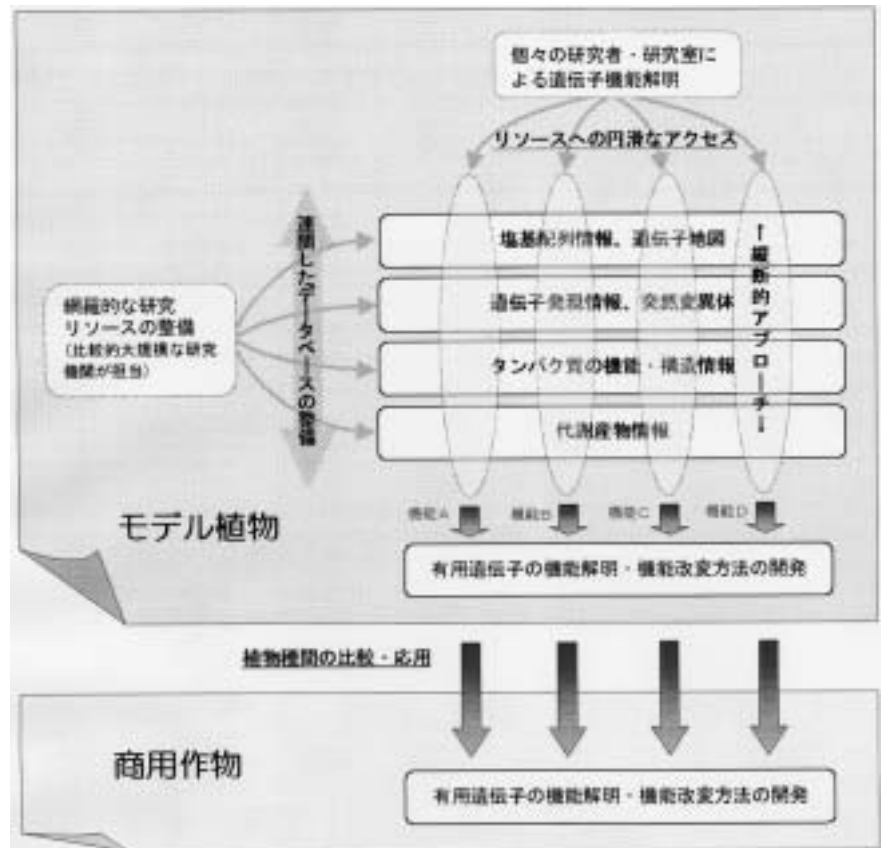 個々の研究者・研究室に
よる遺伝子機能解明
リソースへの円滑なアクセス
連関したデータベースの整備
塩基配列情報、遺伝子地図
遺伝子発現情報、突然変異体
タンパク質の機能・構造情報
代謝産物情報
←縦断的アプローチ→
網羅的な研究
リソースの整備
(比較的大規模な研究
機関が担当)
機能A
機能B
機能C
機能D
モデル植物
有用遺伝子の機能解明・機能改変方法の開発
植物種間の比較・応用
商用作物
有用遺伝子の機能解明・機能改変方法の開発